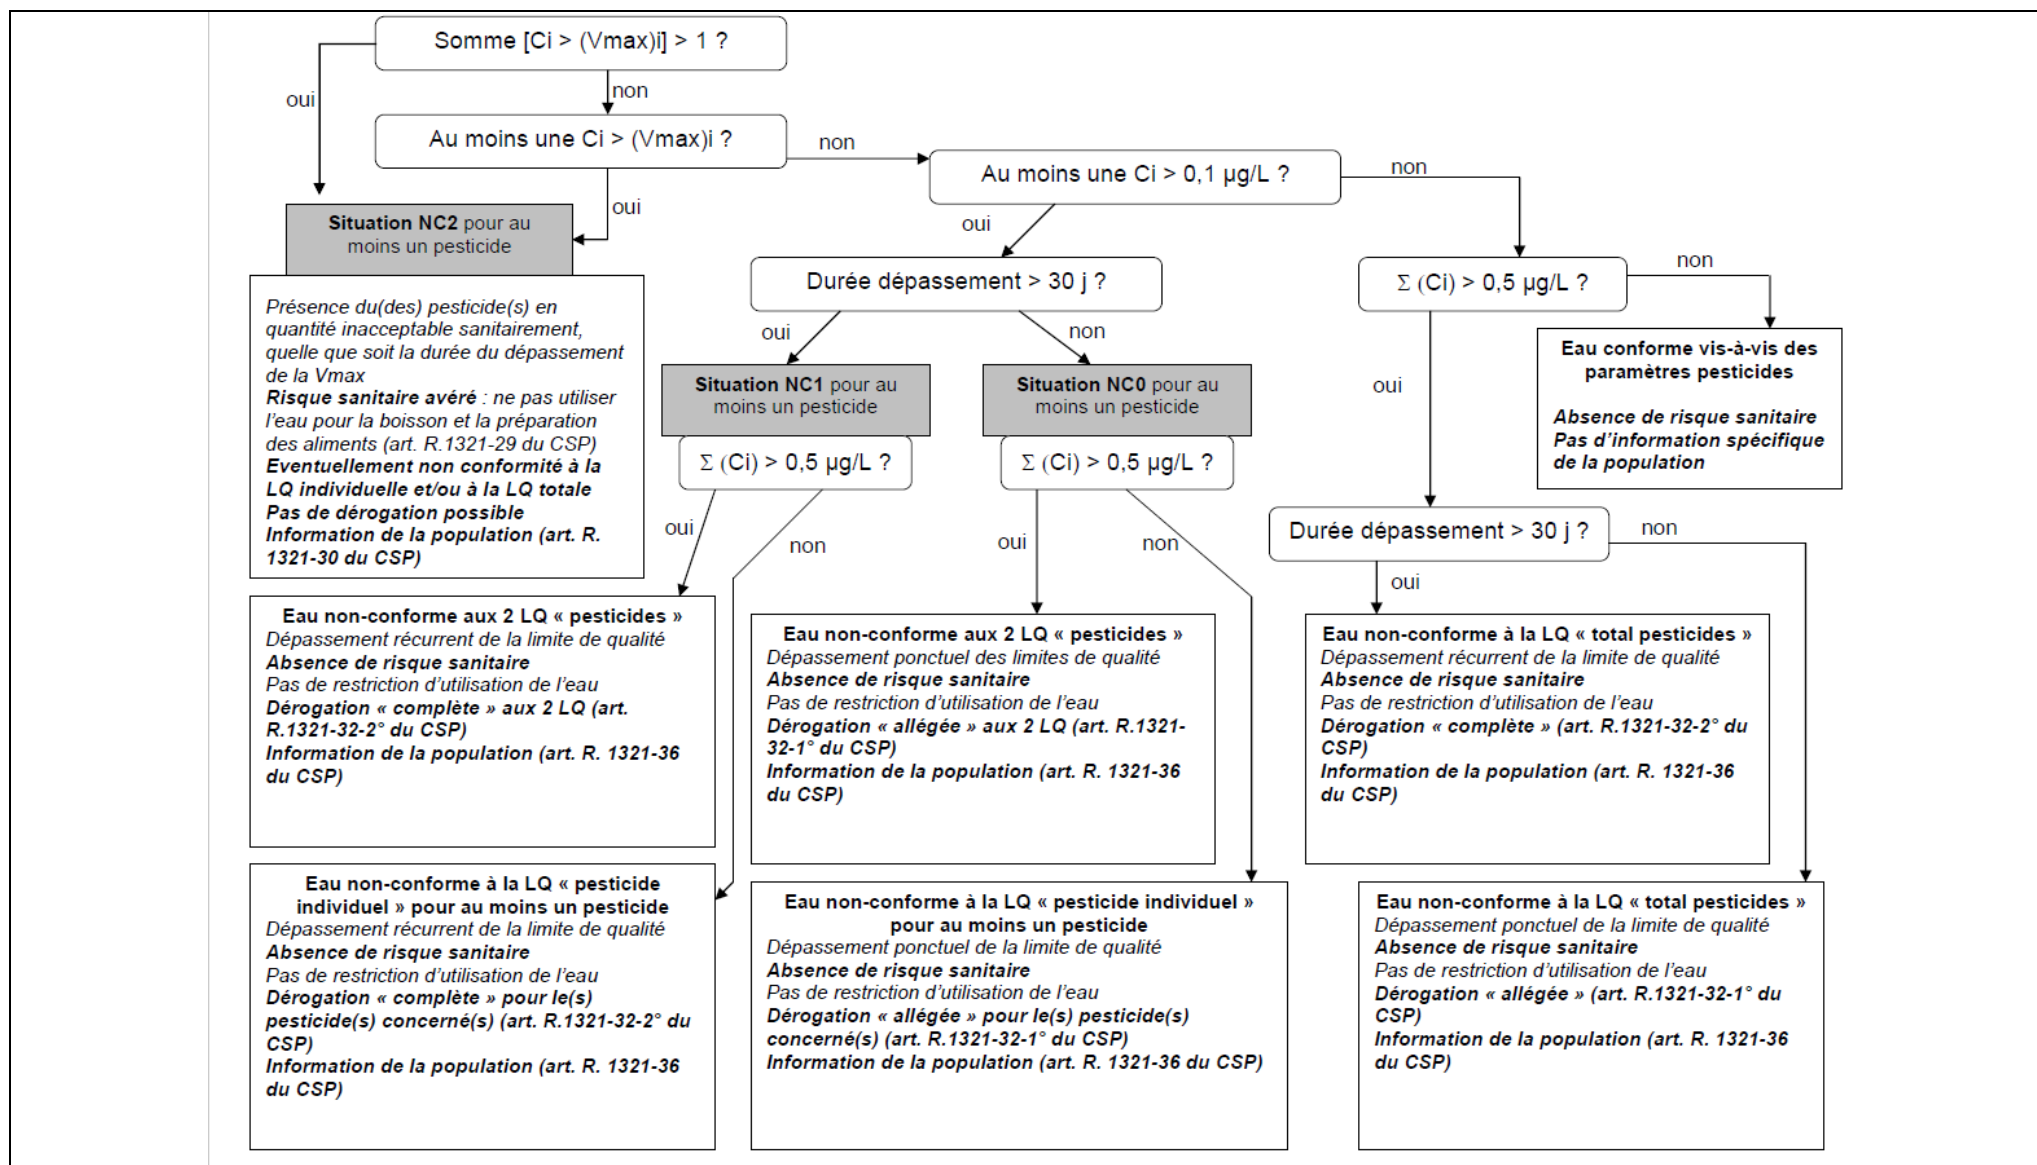 Somme [Ci > (Vmax)i] > 1 ?
oui
non
Au moins une Ci > (Vmax)i ?
non
oui
Au moins une Ci > 0,1 µg/L ?
non
oui
Situation NC2 pour au
moins un pesticide
Présence du(des) pesticide(s) en
quantité inacceptable sanitairement,
quelle que soit la durée du dépassement
de la Vmax
Risque sanitaire avéré : ne pas utiliser
l’eau pour la boisson et la préparation
des aliments (art. R.1321-29 du CSP)
Eventuellement non conformité à la
LQ individuelle et/ou à la LQ totale
Pas de dérogation possible
Information de la population (art. R.
1321-30 du CSP)
Durée dépassement > 30 j ?
oui
non
Σ (Ci) > 0,5 µg/L ?
non
oui
Eau conforme vis-à-vis des
paramètres pesticides
Absence de risque sanitaire
Pas d’information spécifique
de la population
Situation NC1 pour au
moins un pesticide
Σ (Ci) > 0,5 µg/L ?
oui
non
Situation NC0 pour au
moins un pesticide
Σ (Ci) > 0,5 µg/L ?
oui
non
Durée dépassement > 30 j ?
non
oui
Eau non-conforme aux 2 LQ « pesticides »
Dépassement récurrent de la limite de qualité
Absence de risque sanitaire
Pas de restriction d’utilisation de l’eau
Dérogation « complète » aux 2 LQ (art.
R.1321-32-2° du CSP)
Information de la population (art. R. 1321-36
du CSP)
Eau non-conforme aux 2 LQ « pesticides »
Dépassement ponctuel des limites de qualité
Absence de risque sanitaire
Pas de restriction d’utilisation de l’eau
Dérogation « allégée » aux 2 LQ (art. R.1321-
32-1° du CSP)
Information de la population (art. R. 1321-36
du CSP)
Eau non-conforme à la LQ « total pesticides »
Dépassement récurrent de la limite de qualité
Absence de risque sanitaire
Pas de restriction d’utilisation de l’eau
Dérogation « complète » (art. R.1321-32-2° du
CSP)
Information de la population (art. R. 1321-36
du CSP)
Eau non-conforme à la LQ « pesticide
individuel » pour au moins un pesticide
Dépassement récurrent de la limite de qualité
Absence de risque sanitaire
Pas de restriction d’utilisation de l’eau
Dérogation « complète » pour le(s)
pesticide(s) concerné(s) (art. R.1321-32-2° du
CSP)
Information de la population (art. R. 1321-36
du CSP)
Eau non-conforme à la LQ « pesticide individuel »
pour au moins un pesticide
Dépassement ponctuel de la limite de qualité
Absence de risque sanitaire
Pas de restriction d’utilisation de l’eau
Dérogation « allégée » pour le(s) pesticide(s)
concerné(s) (art. R.1321-32-1° du CSP)
Information de la population (art. R. 1321-36 du CSP)
Eau non-conforme à la LQ « total pesticides »
Dépassement ponctuel de la limite de qualité
Absence de risque sanitaire
Pas de restriction d’utilisation de l’eau
Dérogation « allégée » (art. R.1321-32-1° du
CSP)
Information de la population (art. R. 1321-36
du CSP)